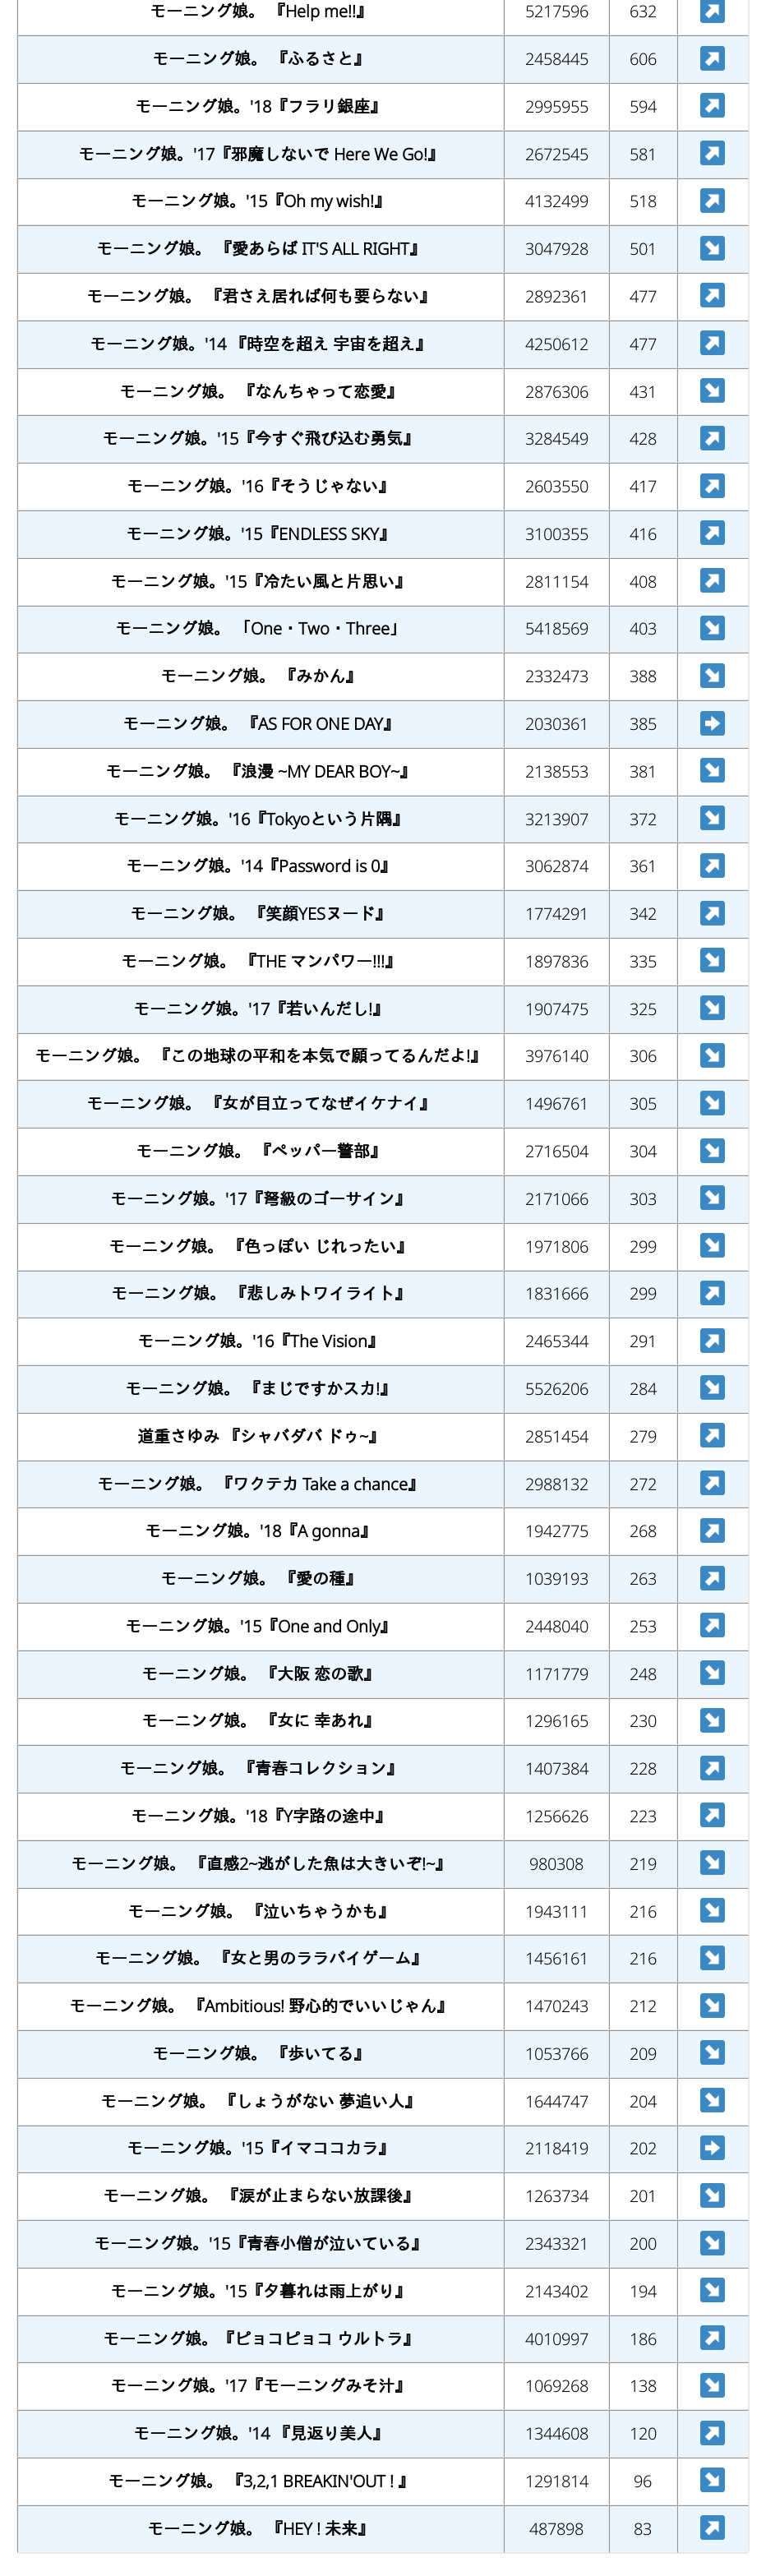 モーニング娘。 『Help me!!』 5217596 632 ↗
モーニング娘。 『ふるさと』 2458445 606 ↗
モーニング娘。'18『フラリ銀座』 2995955 594 ↗
モーニング娘。'17『邪魔しないで Here We Go!』 2672545 581 ↗
モーニング娘。'15『Oh my wish!』 4132499 518 ↗
モーニング娘。 『愛あらば IT'S ALL RIGHT』 3047928 501 ↘
モーニング娘。 『君さえ居れば何も要らない』 2892361 477 ↗
モーニング娘。'14 『時空を超え 宇宙を超え』 4250612 477 ↗
モーニング娘。 『なんちゃって恋愛』 2876306 431 ↘
モーニング娘。'15『今すぐ飛び込む勇気』 3284549 428 ↗
モーニング娘。'16『そうじゃない』 2603550 417 ↗
モーニング娘。'15『ENDLESS SKY』 3100355 416 ↗
モーニング娘。'15『冷たい風と片思い』 2811154 408 ↗
モーニング娘。 「One・Two・Three」 5418569 403 ↘
モーニング娘。 『みかん』 2332473 388 ↘
モーニング娘。 『AS FOR ONE DAY』 2030361 385 ➡
モーニング娘。 『浪漫 ~MY DEAR BOY~』 2138553 381 ↘
モーニング娘。'16『Tokyoという片隅』 3213907 372 ↘
モーニング娘。'14『Password is 0』 3062874 361 ↗
モーニング娘。 『笑顔YESヌード』 1774291 342 ↗
モーニング娘。 『THE マンパワー!!!』 1897836 335 ↘
モーニング娘。'17『若いんだし!』 1907475 325 ↘
モーニング娘。 『この地球の平和を本気で願ってるんだよ!』 3976140 306 ↘
モーニング娘。 『女が目立ってなぜイケナイ』 1496761 305 ↘
モーニング娘。 『ペッパー警部』 2716504 304 ↘
モーニング娘。'17『弩級のゴーサイン』 2171066 303 ↘
モーニング娘。 『色っぽい じれったい』 1971806 299 ↘
モーニング娘。 『悲しみトワイライト』 1831666 299 ↗
モーニング娘。'16『The Vision』 2465344 291 ↗
モーニング娘。 『まじですかスカ!』 5526206 284 ↘
道重さゆみ 『シャバダバ ドゥ~』 2851454 279 ↗
モーニング娘。 『ワクテカ Take a chance』 2988132 272 ↗
モーニング娘。'18『A gonna』 1942775 268 ↗
モーニング娘。 『愛の種』 1039193 263 ↗
モーニング娘。'15『One and Only』 2448040 253 ↗
モーニング娘。 『大阪 恋の歌』 1171779 248 ↘
モーニング娘。 『女に 幸あれ』 1296165 230 ↘
モーニング娘。 『青春コレクション』 1407384 228 ↗
モーニング娘。'18『Y字路の途中』 1256626 223 ↗
モーニング娘。 『直感2~逃がした魚は大きいぞ!~』 980308 219 ↘
モーニング娘。 『泣いちゃうかも』 1943111 216 ↘
モーニング娘。 『女と男のララバイゲーム』 1456161 216 ↘
モーニング娘。 『Ambitious! 野心的でいいじゃん』 1470243 212 ↘
モーニング娘。 『歩いてる』 1053766 209 ↘
モーニング娘。 『しょうがない 夢追い人』 1644747 204 ↘
モーニング娘。'15『イマココカラ』 2118419 202 ➡
モーニング娘。 『涙が止まらない放課後』 1263734 201 ↘
モーニング娘。'15『青春小僧が泣いている』 2343321 200 ↘
モーニング娘。'15『夕暮れは雨上がり』 2143402 194 ↘
モーニング娘。『ピョコピョコ ウルトラ』 4010997 186 ↗
モーニング娘。'17『モーニングみそ汁』 1069268 138 ↘
モーニング娘。'14 『見返り美人』 1344608 120 ↗
モーニング娘。 『3,2,1 BREAKIN'OUT ! 』 1291814 96 ↘
モーニング娘。 『HEY ! 未来』 487898 83 ↗